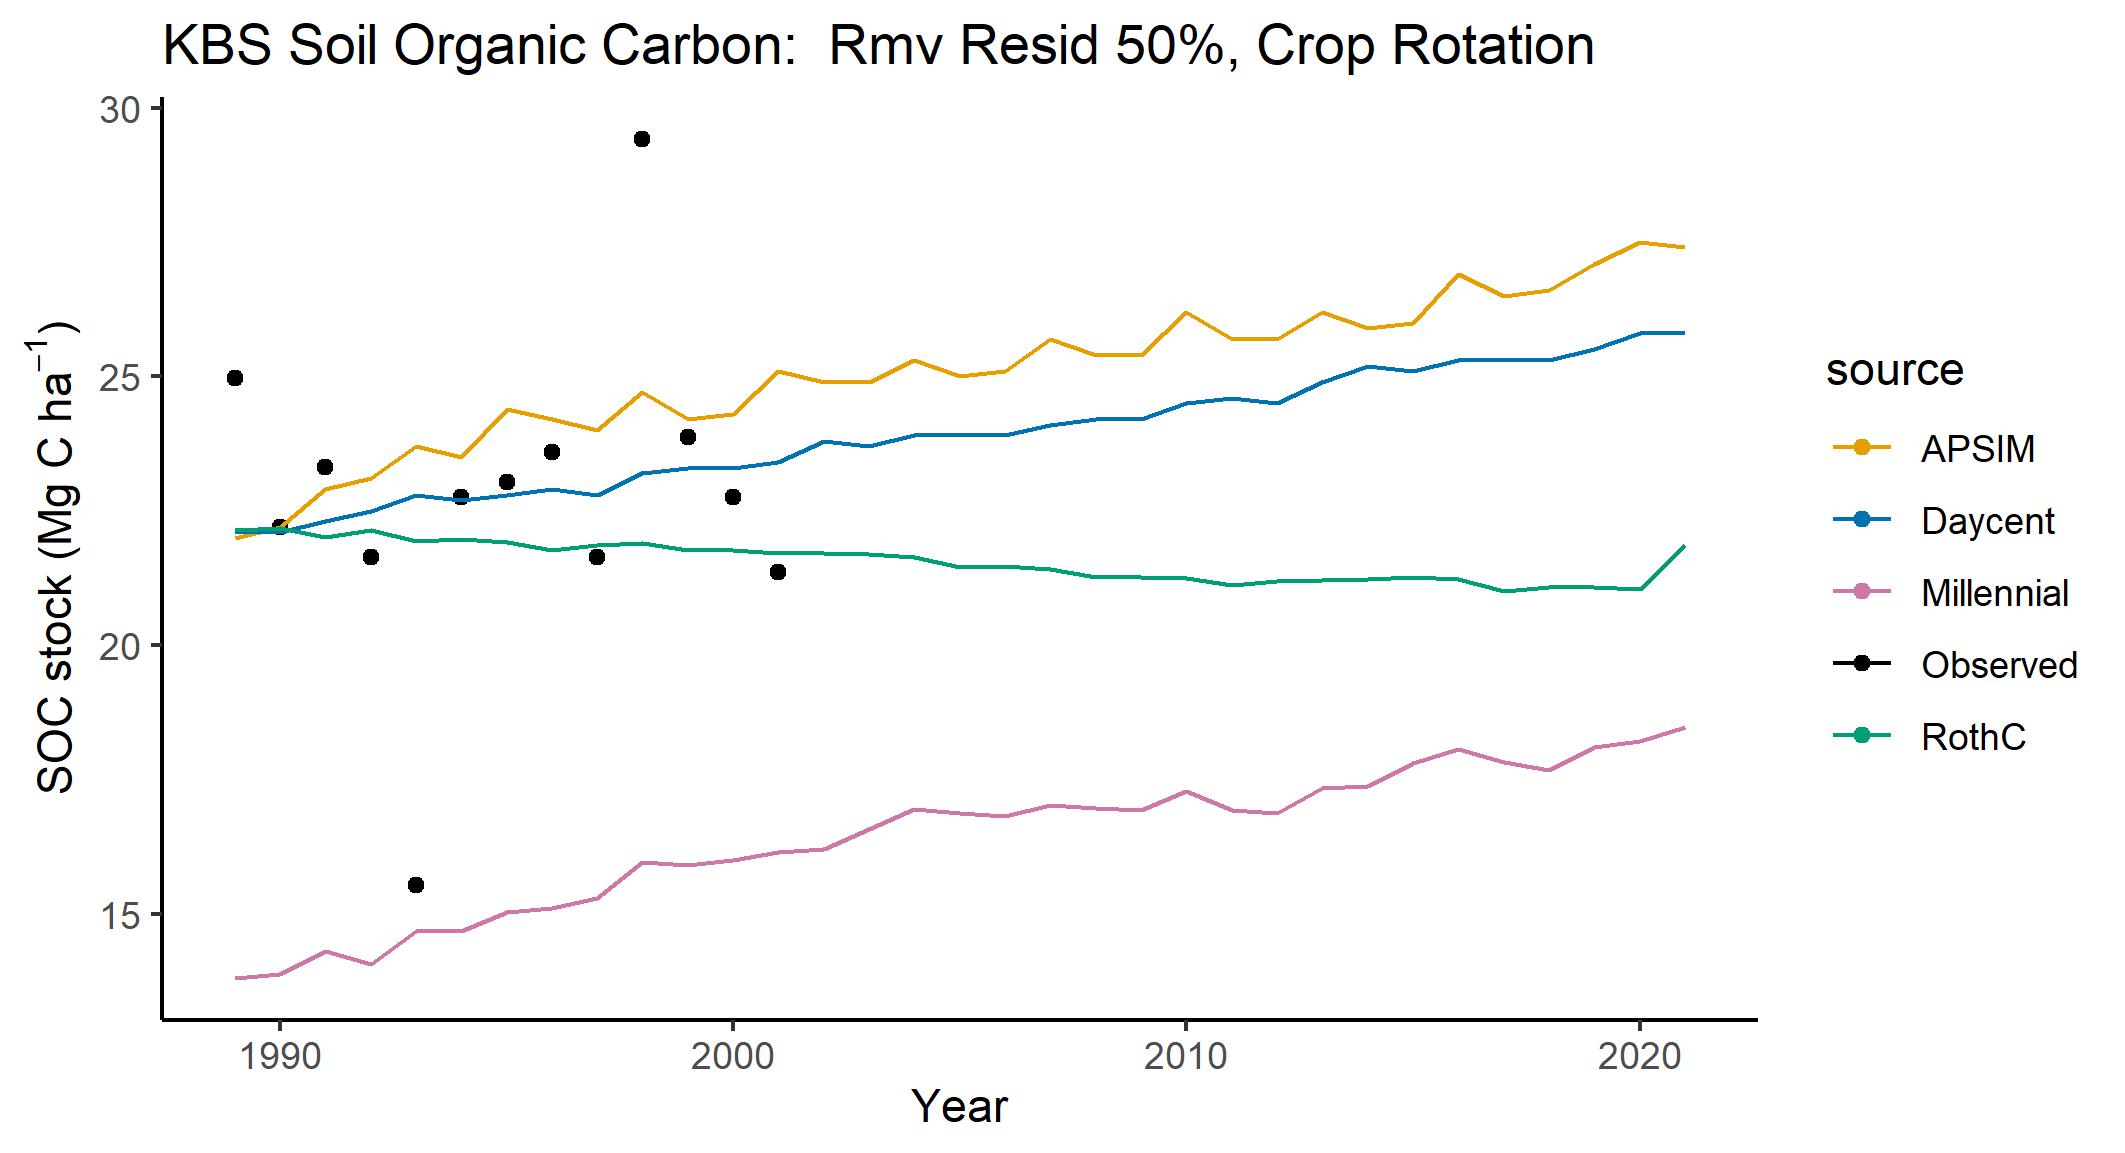 KBS Soil Organic Carbon:  Rmv Resid 50%, Crop Rotation
30
25
20
15
SOC stock (Mg C ha⁻¹)
1990
2000
2010
2020
Year
source
APSIM
Daycent
Millennial
Observed
RothC